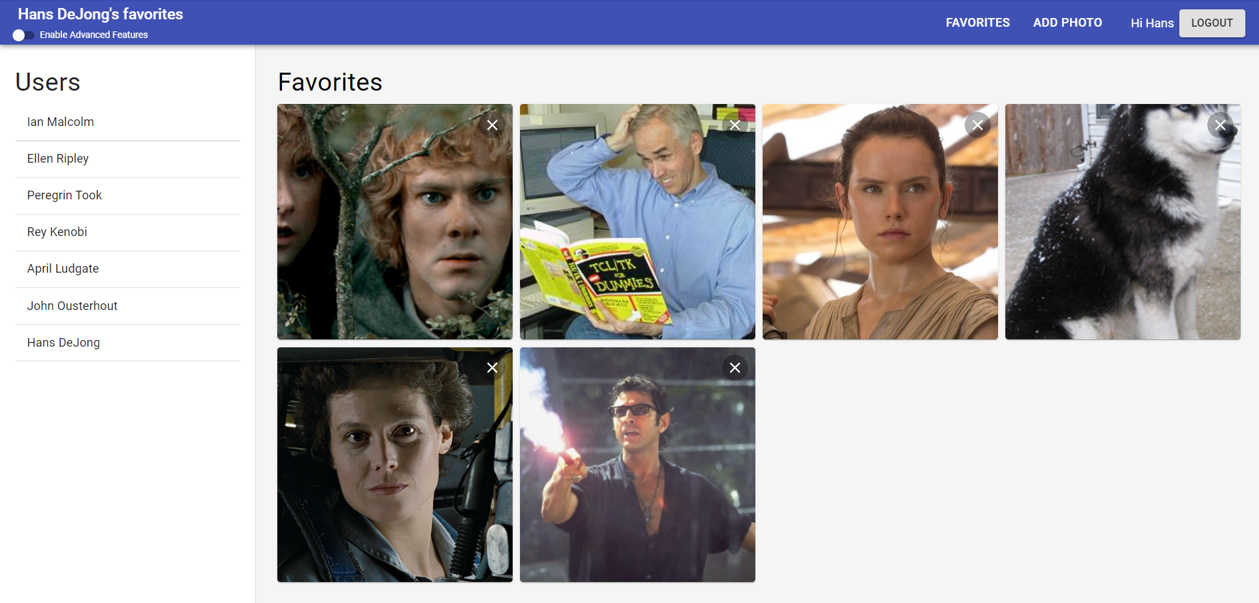 Hans DeJong's favorites
Enable Advanced Features
FAVORITES
ADD PHOTO
Hi Hans
LOGOUT
Users
Ian Malcolm
Ellen Ripley
Peregrin Took
Rey Kenobi
April Ludgate
John Ousterhout
Hans DeJong
Favorites
TCL/TK
FOR
DUMMIES